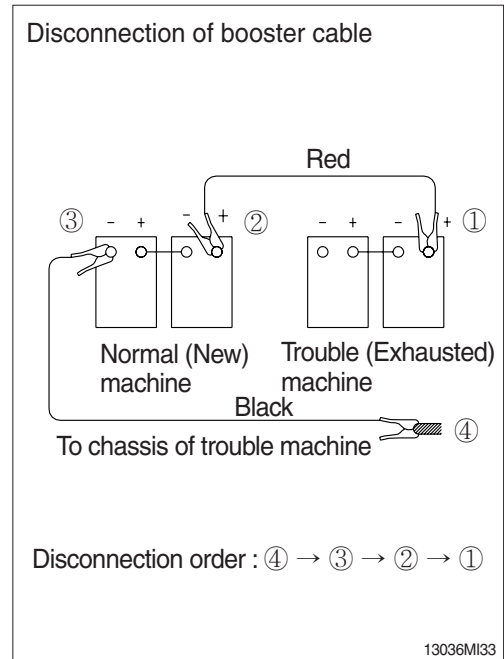 Disconnection of booster cable
Red
③ - + - + ② - + - + ①
Normal (New)
machine
Trouble (Exhausted)
machine
Black
To chassis of trouble machine ④
Disconnection order : ④ → ③ → ② → ①
13036MI33